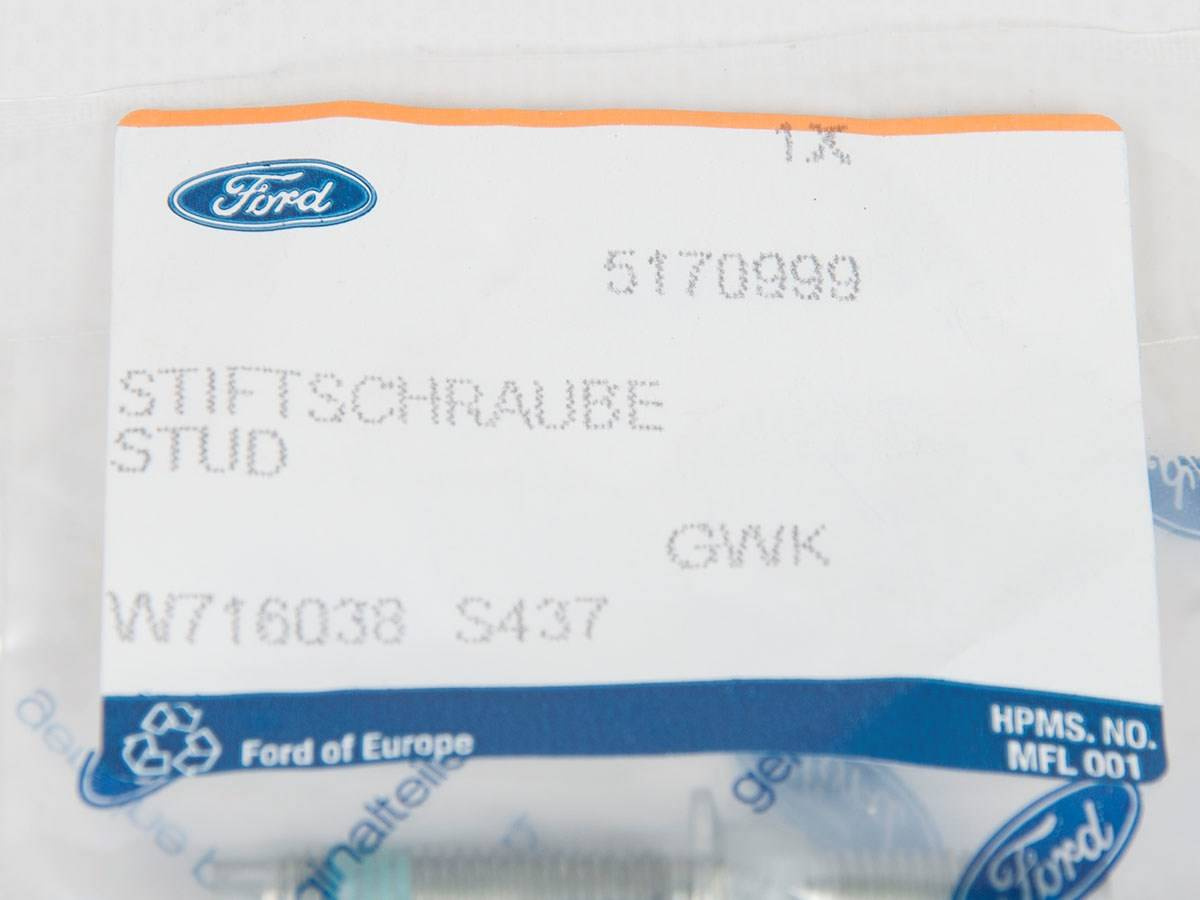 1X
Ford
5170999
STIFTSCHRAUBE
STUD
GWK
W716038 S437
Ford of Europe
HPMS. NO.
MFL 001
Ford